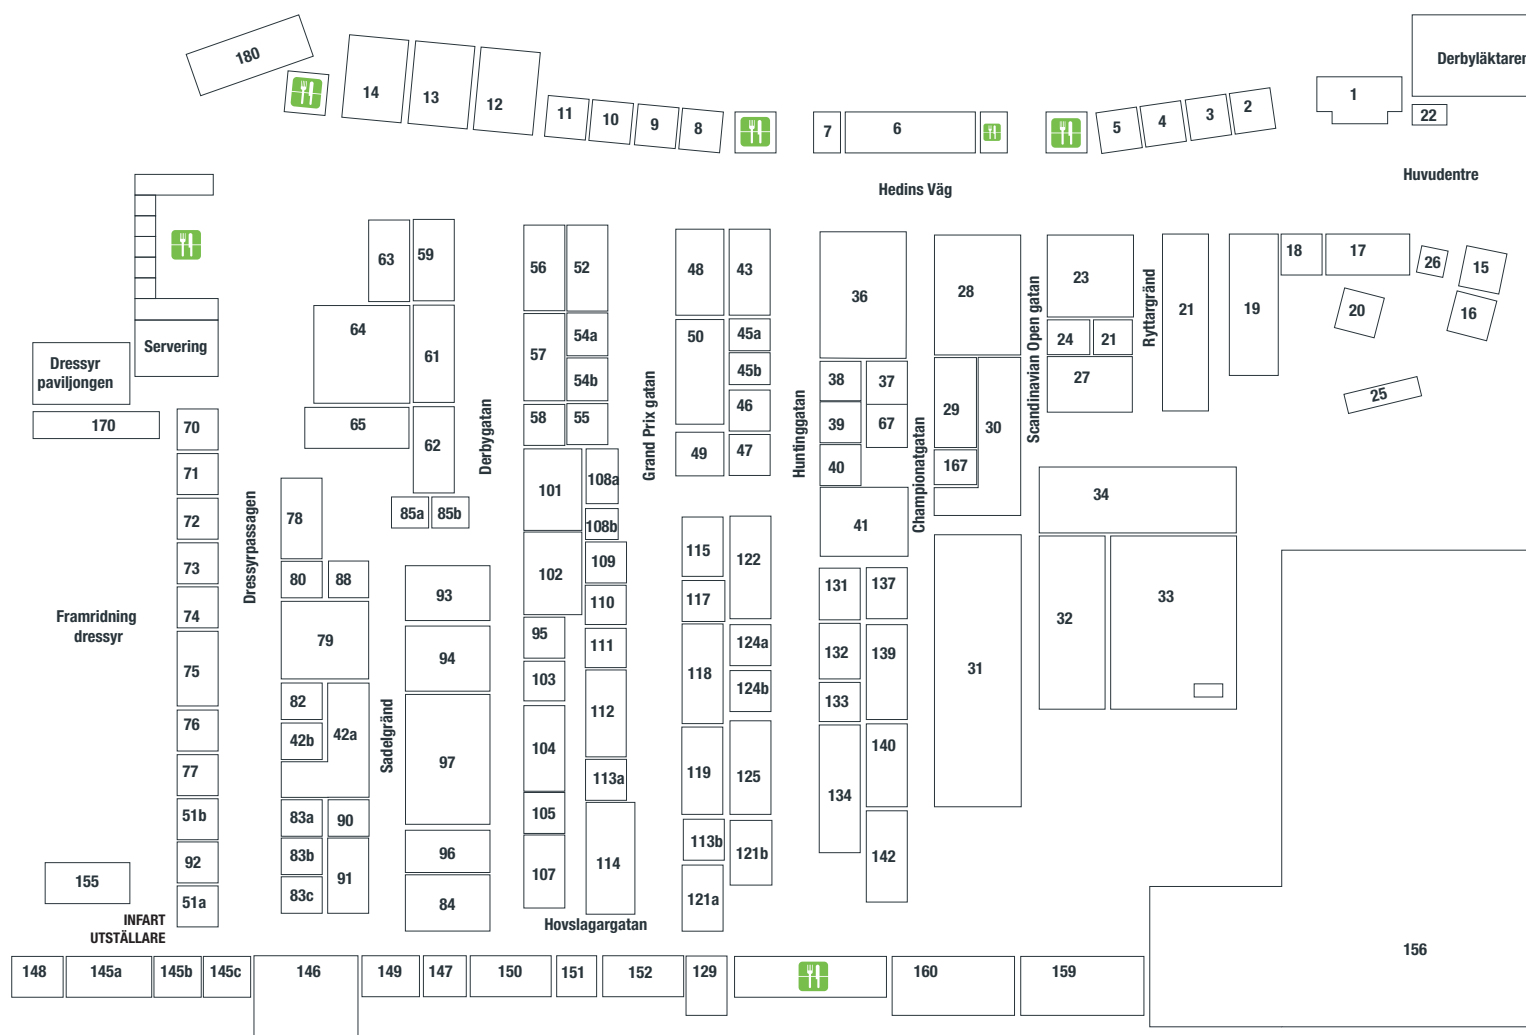 180
14
13
12
11
10
9
8
7
6
5
4
3
2
1
Derbyläktaren
22
Hedins Väg
Huvudentre
63
59
56
52
48
43
36
28
23
Ryttargränd
21
19
18
17
26
15
20
16
25
64
61
57
54a
54b
50
45a
45b
46
Servering
Dressyr
paviljongen
170
70
65
62
Derbygatan
58
55
Grand Prix gatan
49
47
Huntinggatan
38
37
39
67
40
41
Championatgatan
29
30
167
Scandinavian Open gatan
24
21
27
34
71
72
73
74
75
76
77
51b
92
51a
Dressyrpassagen
Framridning
dressyr
78
85a
85b
80
88
79
82
42b
42a
83a
90
83b
91
83c
Sadelgränd
93
94
97
96
84
101
108a
108b
102
109
110
95
111
103
112
104
113a
105
114
107
Hovslagargatan
115
122
117
118
124a
124b
119
125
113b
121b
121a
131
137
132
139
133
140
134
142
31
32
33
155
INFART
UTSTÄLLARE
148
145a
145b
145c
146
149
147
150
151
152
129
160
159
156